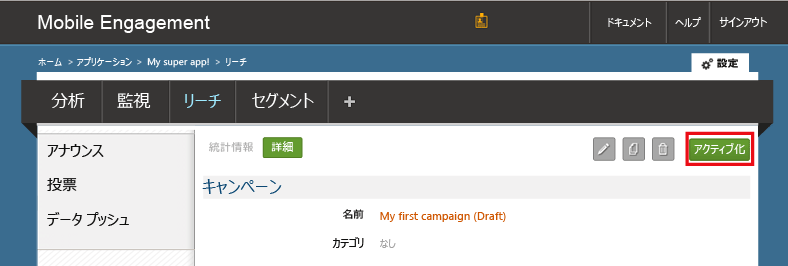 Mobile Engagement
ドキュメント ヘルプ サインアウト
ホーム > アプリケーション > My super app! > リーチ
設定
分析 監視 リーチ セグメント +
統計情報 詳細 アクティブ化
アナウンス
投票
データ プッシュ
キャンペーン
名前 My first campaign (Draft)
カテゴリ なし